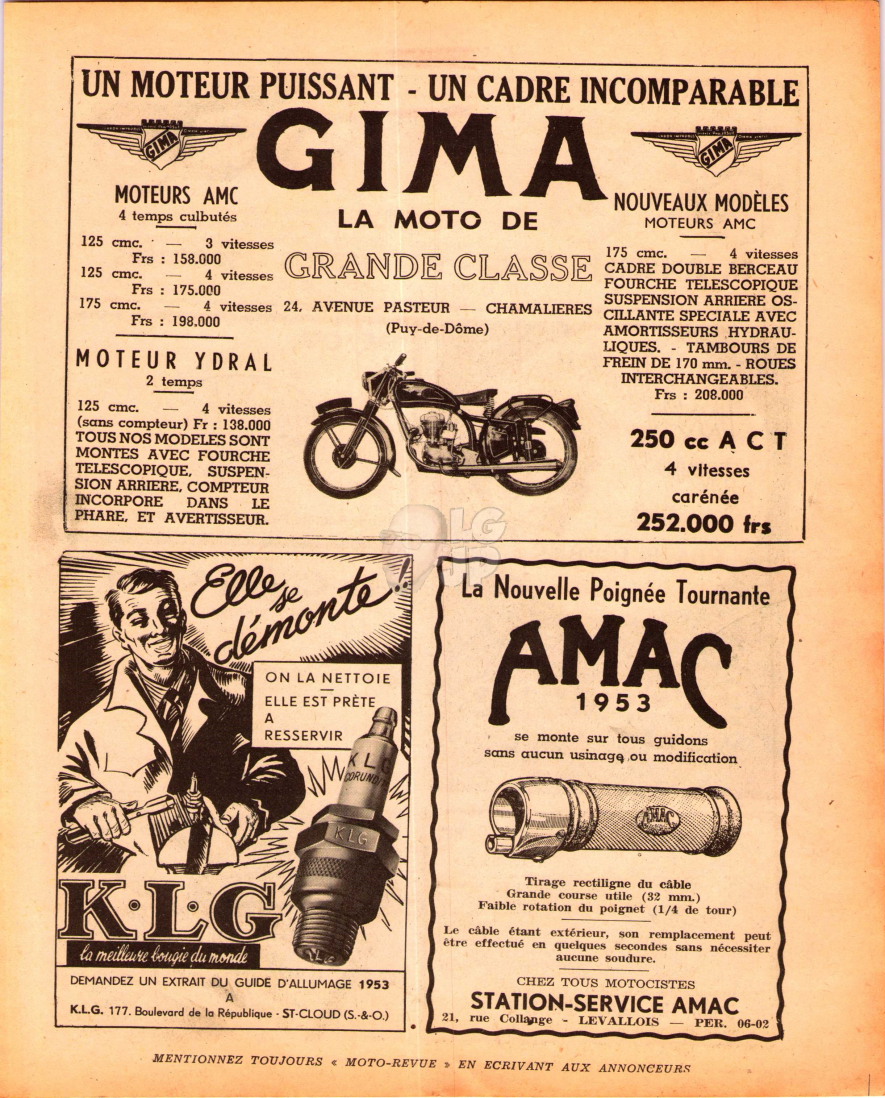 UN MOTEUR PUISSANT - UN CADRE INCOMPARABLE
GIMA
GIMA
GIMA
LA MOTO DE
GRANDE CLASSE
24, AVENUE PASTEUR — CHAMALIERES
(Puy-de-Dôme)
MOTEURS AMC
4 temps culbutés
125 cmc. — 3 vitesses
Frs : 158.000
125 cmc. — 4 vitesses
Frs : 175.000
175 cmc. — 4 vitesses
Frs : 198.000
MOTEUR YDRAL
2 temps
125 cmc. — 4 vitesses
(sans compteur) Fr : 138.000
TOUS NOS MODELES SONT
MONTES AVEC FOURCHE
TELESCOPIQUE, SUSPEN-
SION ARRIERE, COMPTEUR
INCORPORE DANS LE
PHARE, ET AVERTISSEUR.
NOUVEAUX MODÈLES
MOTEURS AMC
175 cmc. — 4 vitesses
CADRE DOUBLE BERCEAU
FOURCHE TELESCOPIQUE
SUSPENSION ARRIERE OS-
CILLANTE SPECIALE AVEC
AMORTISSEURS HYDRAU-
LIQUES. - TAMBOURS DE
FREIN DE 170 mm. - ROUES
INTERCHANGEABLES.
Frs : 208.000
250 cc A C T
4 vitesses
carénée
252.000 frs
LG
JP
Elle se démonte!
ON LA NETTOIE
ELLE EST PRÈTE
A
RESSERVIR
KLG
CORUNDI
KLG
KLG
K·L·G
la meilleure bougie du monde
DEMANDEZ UN EXTRAIT DU GUIDE D'ALLUMAGE 1953
A
K.L.G. 177. Boulevard de la République - ST-CLOUD (S.-&-O.)
La Nouvelle Poignée Tournante
AMAC
1953
se monte sur tous guidons
sans aucun usinage ou modification
AMAC
Tirage rectiligne du câble
Grande course utile (32 mm.)
Faible rotation du poignet (1/4 de tour)
Le câble étant extérieur, son remplacement peut
être effectué en quelques secondes sans nécessiter
aucune soudure.
CHEZ TOUS MOTOCISTES
STATION-SERVICE AMAC
21, rue Collange - LEVALLOIS — PER. 06-02
MENTIONNEZ TOUJOURS « MOTO-REVUE » EN ECRIVANT AUX ANNONCEURS